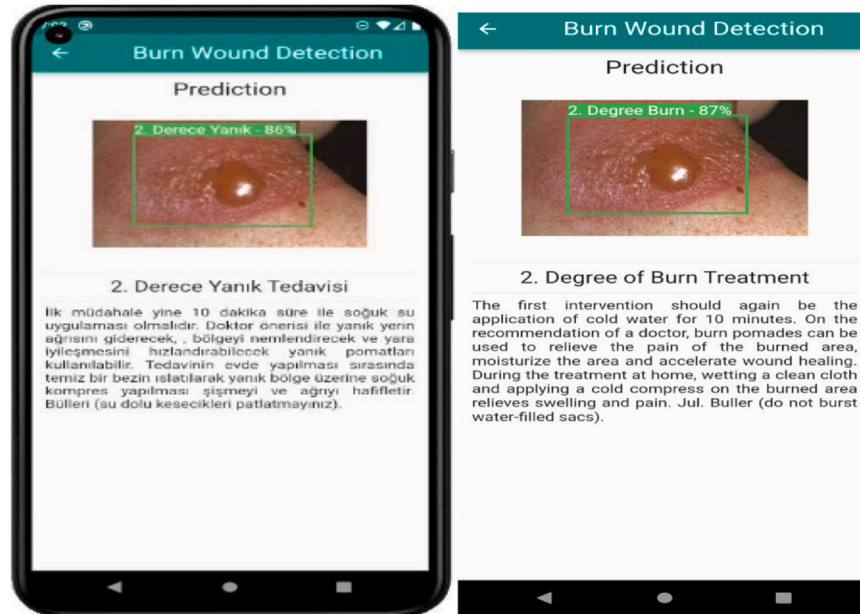 Burn Wound Detection
Prediction
2. Derece Yanık - 86%
2. Derece Yanık Tedavisi
İlk müdahale yine 10 dakika süre ile soğuk su
uygulaması olmalıdır. Doktor önerisi ile yanık yerin
ağrısını giderecek, , bölgeyi nemlendirecek ve yara
iyileşmesini hızlandırabilecek yanık pomatları
kullanılabilir. Tedavinin evde yapılması sırasında
temiz bir bezin ıslatılarak yanık bölge üzerine soğuk
kompres yapılması şişmeyi ve ağrıyı hafifletir.
Bülleri (su dolu kesecikleri patlatmayınız).
Burn Wound Detection
Prediction
2. Degree Burn - 87%
2. Degree of Burn Treatment
The first intervention should again be the
application of cold water for 10 minutes. On the
recommendation of a doctor, burn pomades can be
used to relieve the pain of the burned area,
moisturize the area and accelerate wound healing.
During the treatment at home, wetting a clean cloth
and applying a cold compress on the burned area
relieves swelling and pain. Jul. Buller (do not burst
water-filled sacs).